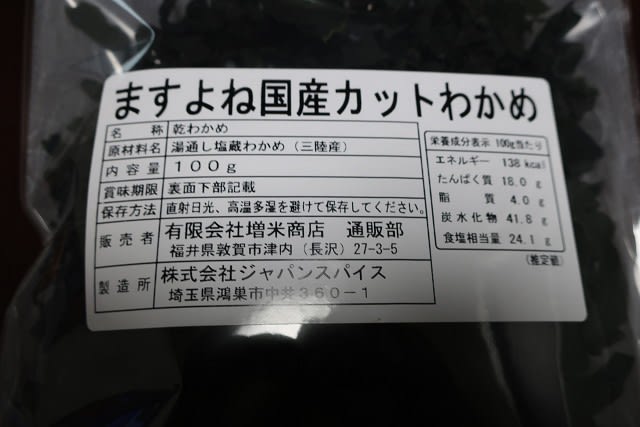 ますよね国産カットわかめ
名称 乾わかめ
原材料名 湯通し塩蔵わかめ（三陸産）
内容量 １００ｇ
賞味期限 裏面下部記載
保存方法 直射日光、高温多湿を避けて保存してください。
販売者 有限会社増米商店 通販部
福井県敦賀市津内（長沢）27-3-5
製造所 株式会社ジャパンスパイス
埼玉県鴻巣市中井３６０－１
栄養成分表示 100g当たり
エネルギー 138 kcal
たんぱく質 18.0 g
脂質 4.0 g
炭水化物 41.8 g
食塩相当量 24.1 g
（推定値）